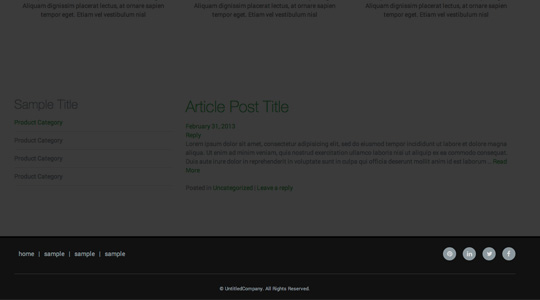 Aliquam dignissim placerat lectus, at ornare sapien
tempor eget. Etiam vel vestibulum nisl
Aliquam dignissim placerat lectus, at ornare sapien
tempor eget. Etiam vel vestibulum nisl
Aliquam dignissim placerat lectus, at ornare sapien
tempor eget. Etiam vel vestibulum nisl
Sample Title
Product Category
Product Category
Product Category
Product Category
Article Post Title
February 31, 2013
Reply
Lorem ipsum dolor sit amet, consectetur adipisicing elit, sed do eiusmod tempor incididunt ut labore et dolore magna
aliqua. Ut enim ad minim veniam, quis nostrud exercitation ullamco laboris nisi ut aliquip ex ea commodo consequat.
Duis aute irure dolor in reprehenderit in voluptate sunt in culpa qui officia deserunt mollit anim id est laborum... Read
More
Posted in Uncategorized | Leave a reply
home | sample | sample | sample
© UntitledCompany. All Rights Reserved.